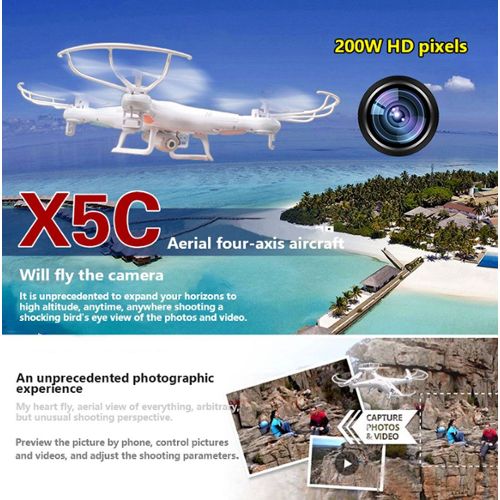 200W HD pixels
X5C
Aerial four-axis aircraft
Will fly the camera
It is unprecedented to expand your horizons to
high altitude, anytime, anywhere shooting a
shocking bird's eye view of the photos and video.
An unprecedented photographic
experience
My heart fly, aerial view of everything, arbitrary
but unusual shooting perspective.
Preview the picture by phone, control pictures
and videos, and adjust the shooting parameters.
CAPTURE
PHOTOS
& VIDEO